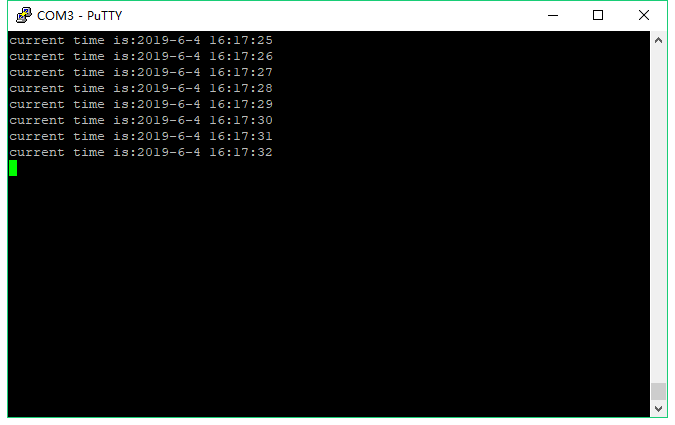 COM3 - PuTTY
current time is:2019-6-4 16:17:25
current time is:2019-6-4 16:17:26
current time is:2019-6-4 16:17:27
current time is:2019-6-4 16:17:28
current time is:2019-6-4 16:17:29
current time is:2019-6-4 16:17:30
current time is:2019-6-4 16:17:31
current time is:2019-6-4 16:17:32